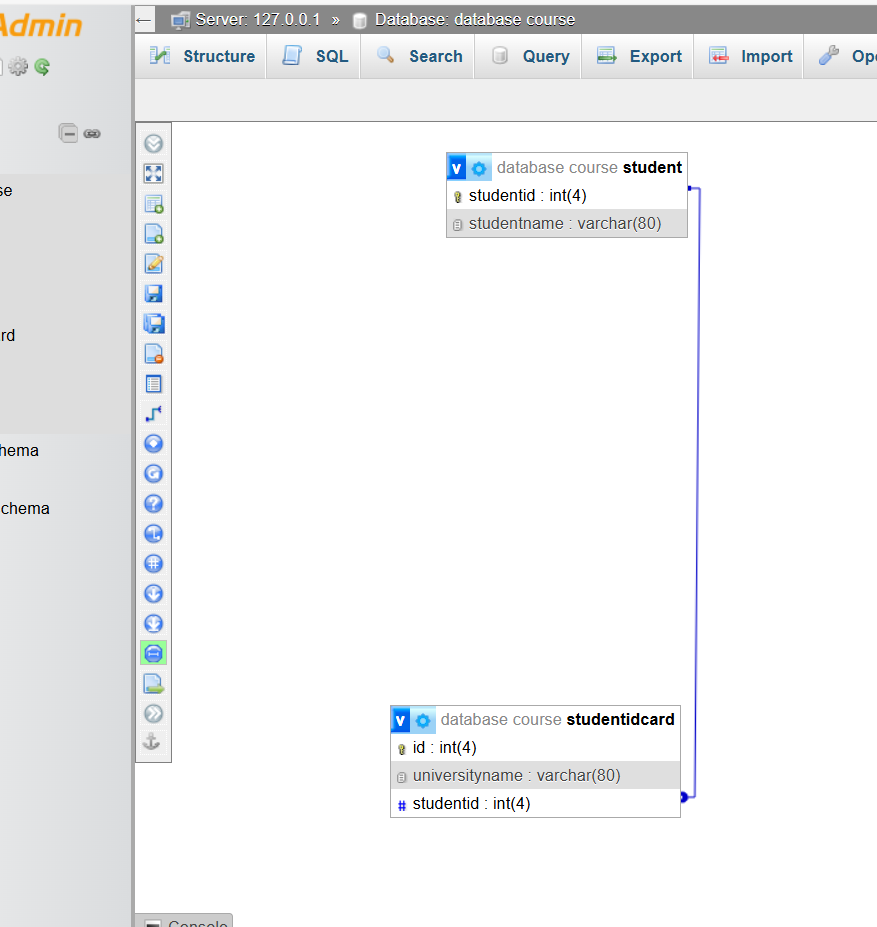 Admin
Server: 127.0.0.1 » Database: database course
Structure SQL Search Query Export Import
se
rd
hema
chema
v database course student
studentid : int(4)
studentname : varchar(80)
v database course studentidcard
id : int(4)
universityname : varchar(80)
# studentid : int(4)
Console